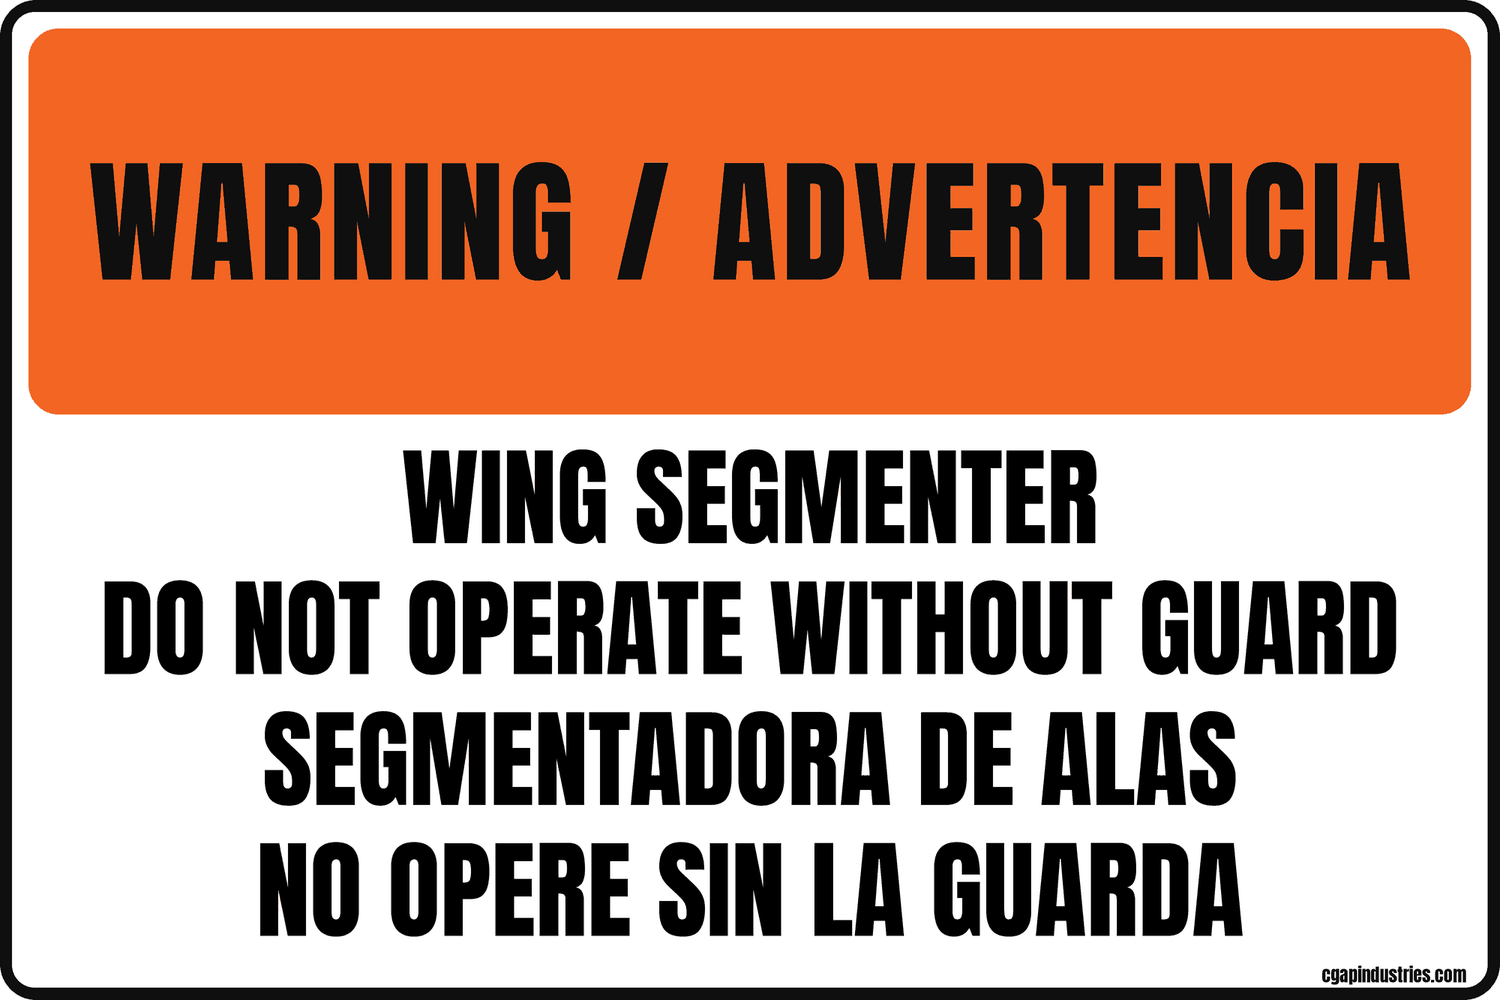 WARNING / ADVERTENCIA
WING SEGMENTER
DO NOT OPERATE WITHOUT GUARD
SEGMENTADORA DE ALAS
NO OPERE SIN LA GUARDA
cgapindustries.com